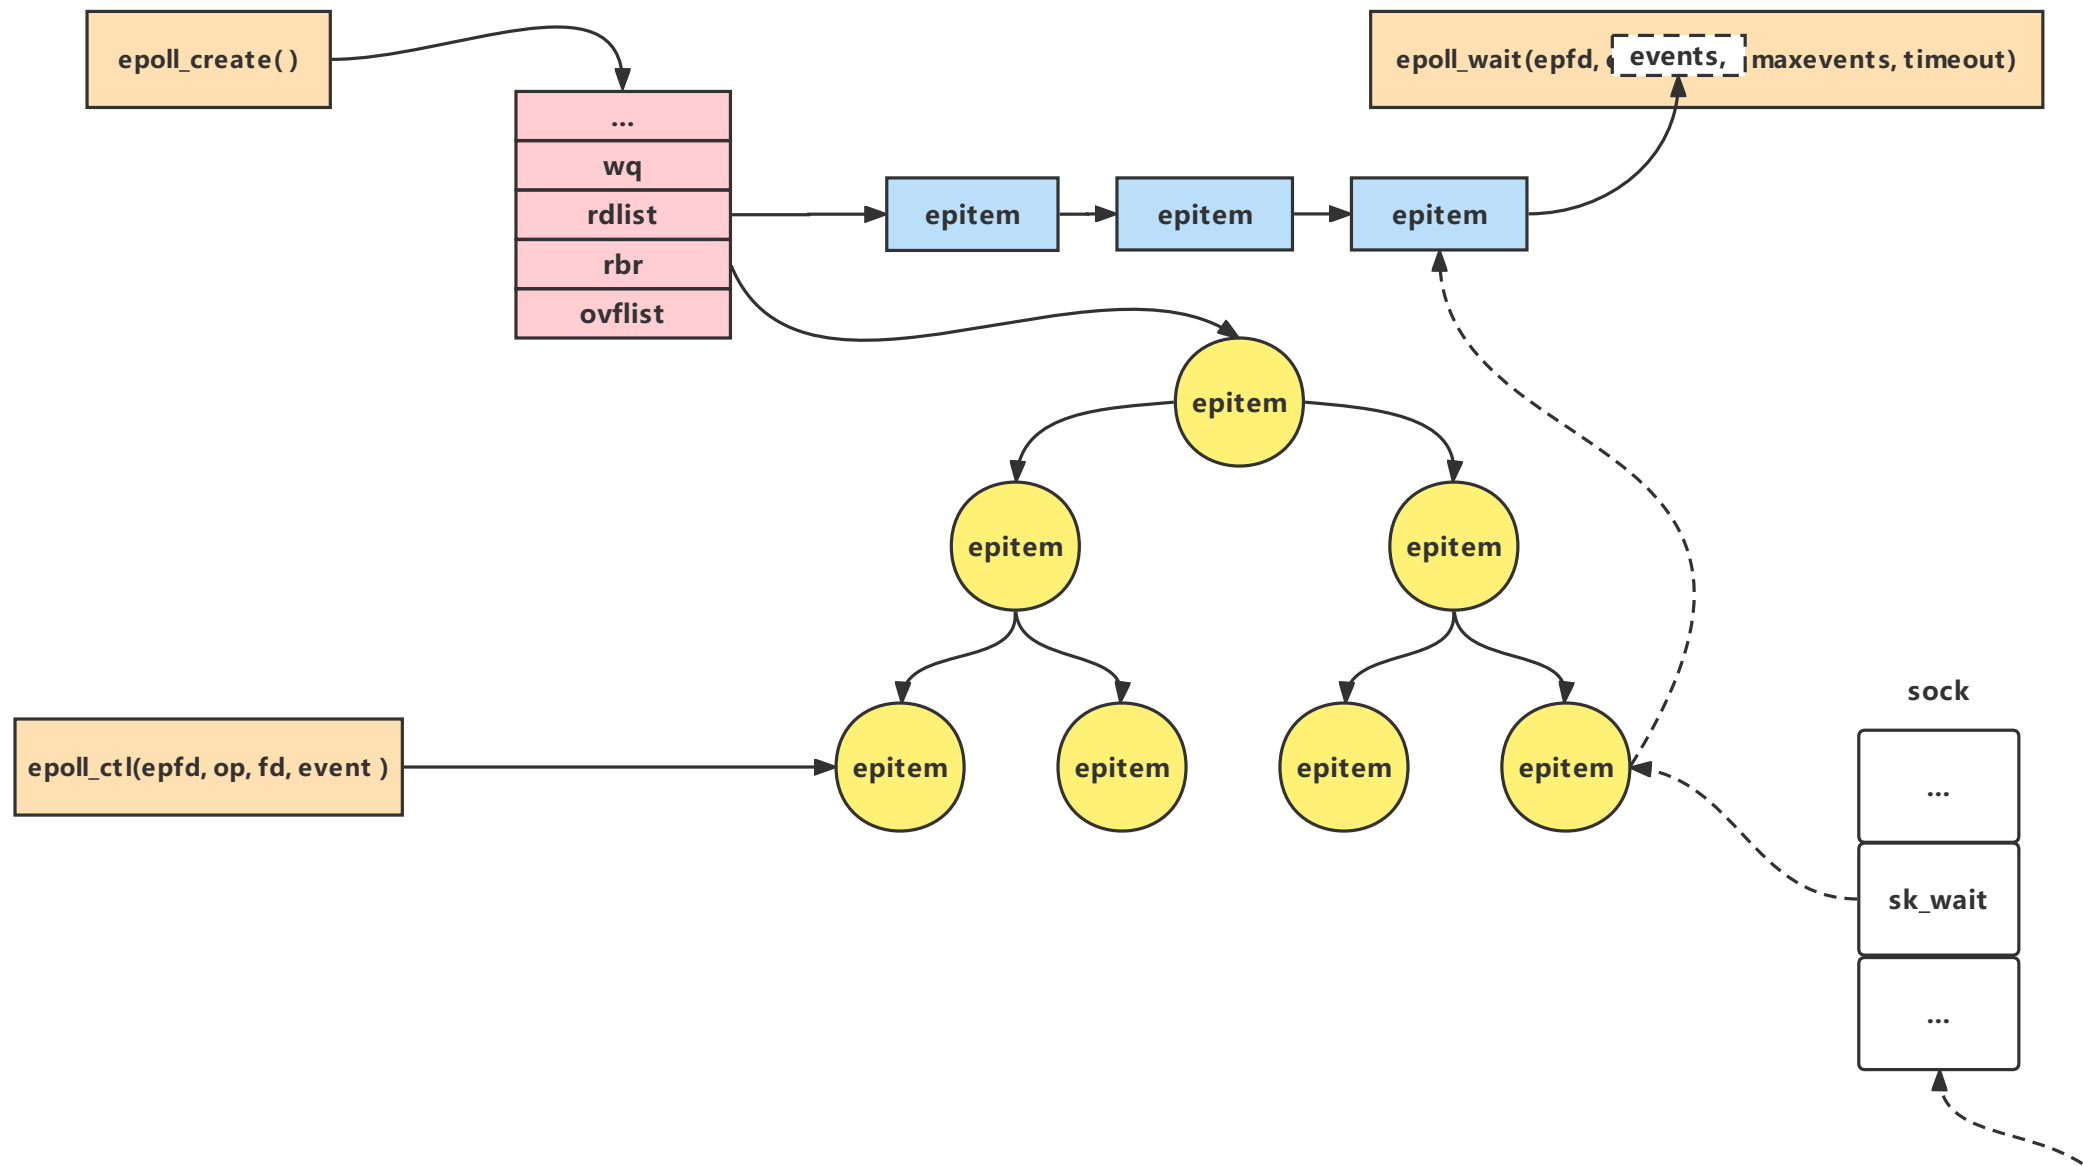 epoll_create( )
epoll_wait(epfd, events, maxevents, timeout)
...
wq
rdlist
rbr
ovflist
epitem
epitem
epitem
epitem
epitem
epitem
epoll_ctl(epfd, op, fd, event )
epitem
epitem
epitem
epitem
sock
...
sk_wait
...